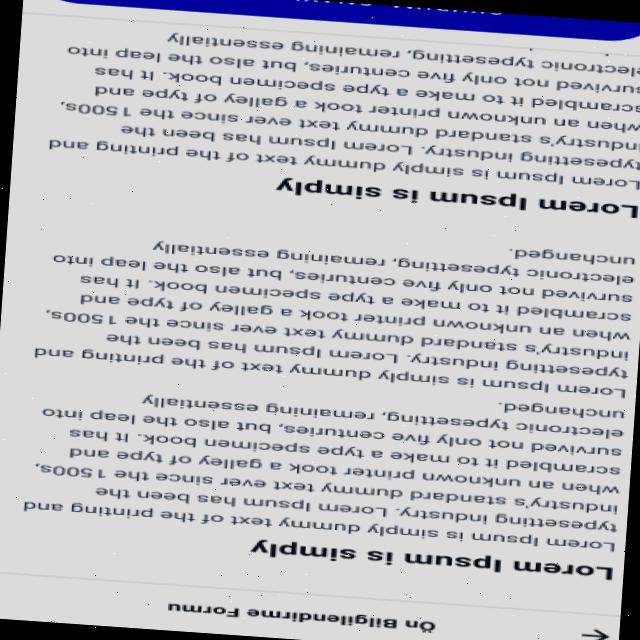 Ön Bilgilendirme Formu
Lorem Ipsum is simply
Lorem Ipsum is simply dummy text of the printing and
typesetting industry. Lorem Ipsum has been the
industry's standard dummy text ever since the 1500s,
when an unknown printer took a galley of type and
scrambled it to make a type specimen book. It has
survived not only five centuries, but also the leap into
electronic typesetting, remaining essentially
unchanged.
Lorem Ipsum is simply dummy text of the printing and
typesetting industry. Lorem Ipsum has been the
industry's standard dummy text ever since the 1500s,
when an unknown printer took a galley of type and
scrambled it to make a type specimen book. It has
survived not only five centuries, but also the leap into
electronic typesetting, remaining essentially
unchanged.
Lorem Ipsum is simply
Lorem Ipsum is simply dummy text of the printing and
typesetting industry. Lorem Ipsum has been the
industry's standard dummy text ever since the 1500s,
when an unknown printer took a galley of type and
scrambled it to make a type specimen book. It has
survived not only five centuries, but also the leap into
electronic typesetting, remaining essentially